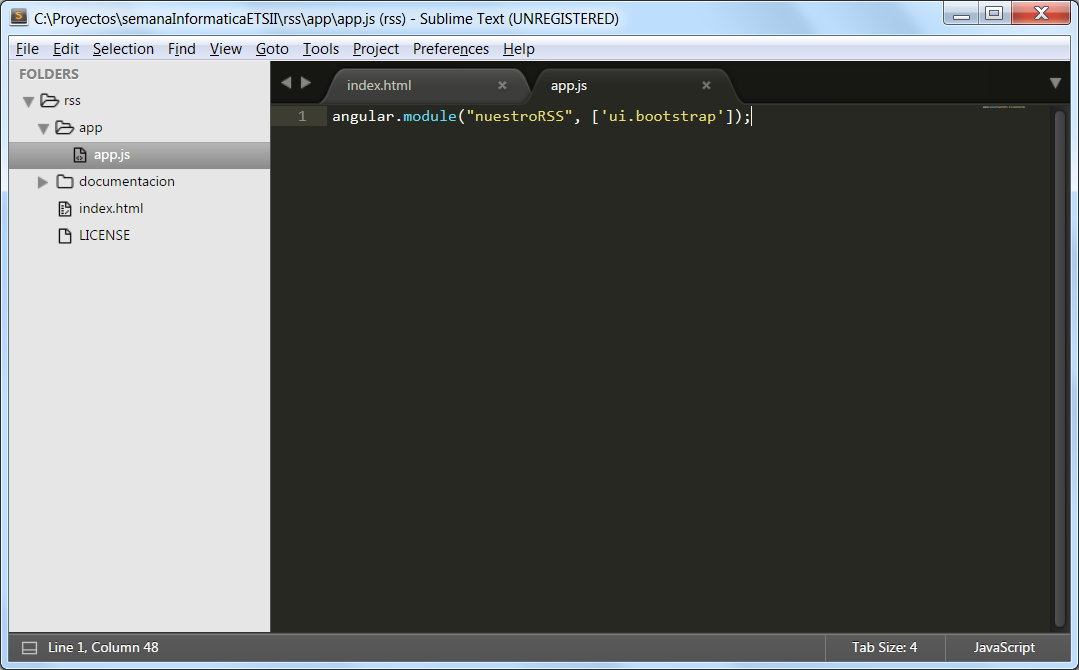 C:\Proyectos\semanaInformaticaETSII\rss\app\app.js (rss) - Sublime Text (UNREGISTERED)
File Edit Selection Find View Goto Tools Project Preferences Help
FOLDERS
rss
app
app.js
documentacion
index.html
LICENSE
index.html app.js
1 angular.module("nuestroRSS", ['ui.bootstrap']);
Line 1, Column 48 Tab Size: 4 JavaScript